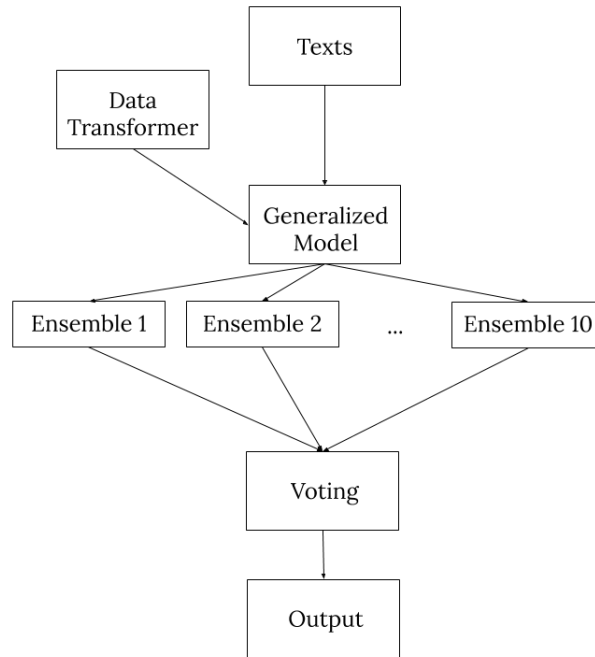 Texts
Data
Transformer
Generalized
Model
Ensemble 1
Ensemble 2
...
Ensemble 10
Voting
Output